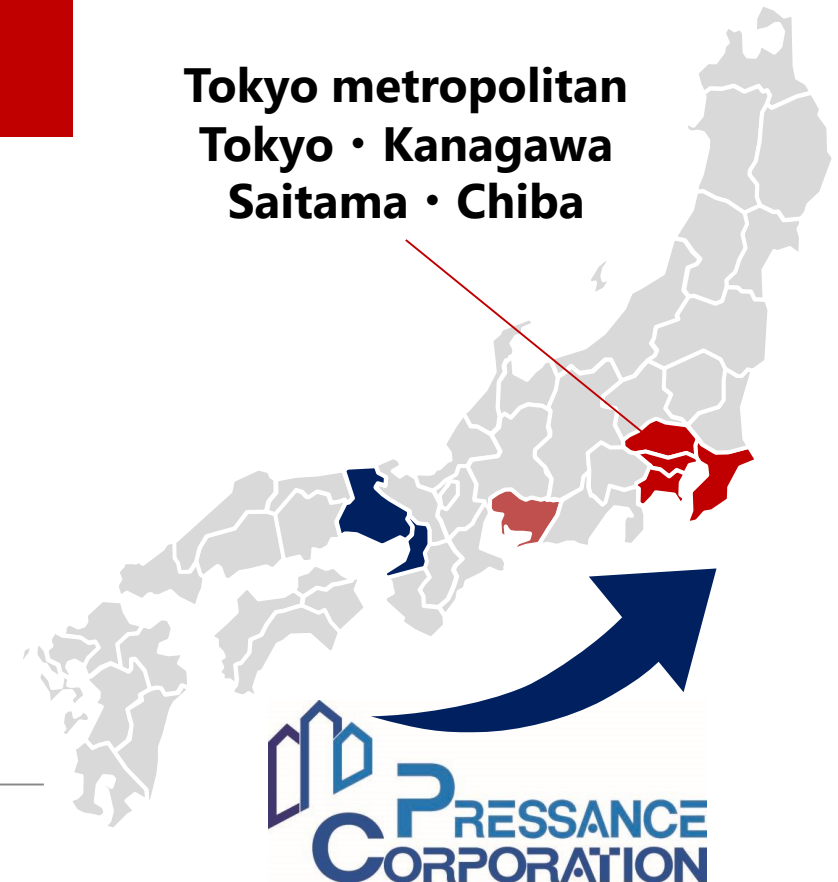 Tokyo metropolitan
Tokyo・Kanagawa
Saitama・Chiba
PRESSANCE
CORPORATION